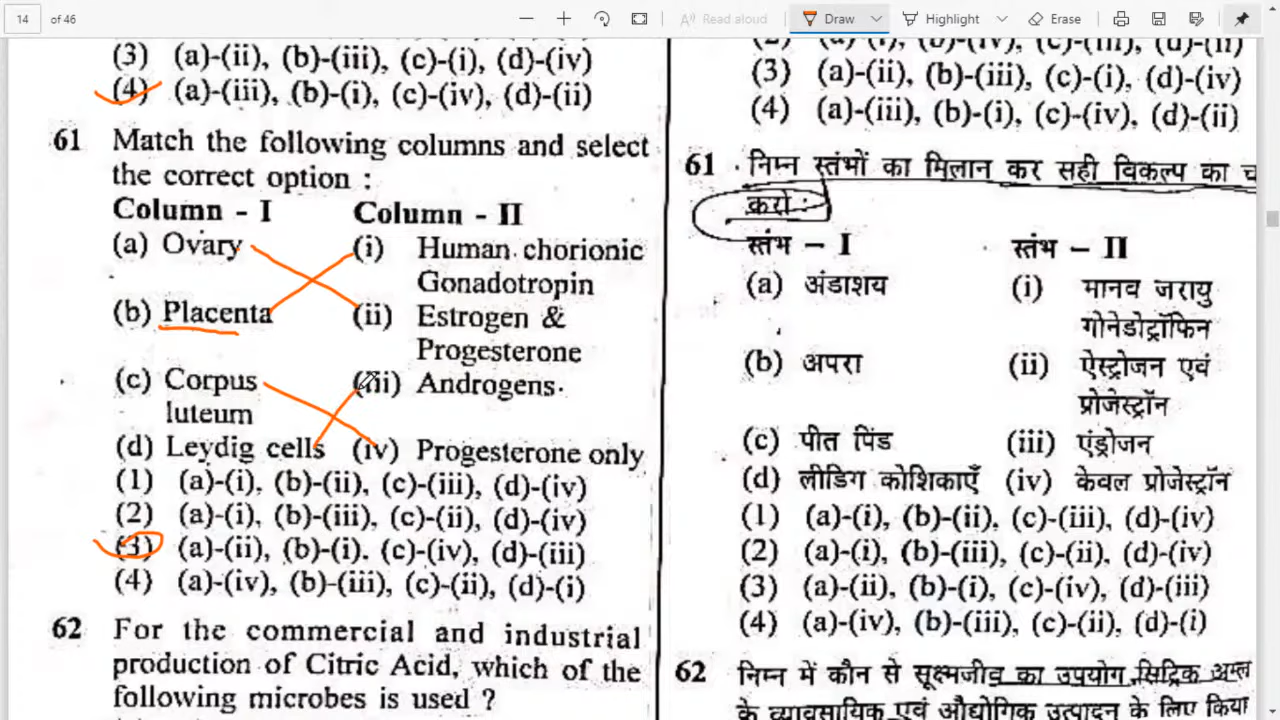 14 of 46
Read aloud
Draw
Highlight
Erase
(3) (a)-(ii), (b)-(iii), (c)-(i), (d)-(iv)
(4) (a)-(iii), (b)-(i), (c)-(iv), (d)-(ii)
61 Match the following columns and select
the correct option :
Column - I Column - II
(a) Ovary (i) Human chorionic
Gonadotropin
(b) Placenta (ii) Estrogen &
Progesterone
(c) Corpus (iii) Androgens
luteum
(d) Leydig cells (iv) Progesterone only
(1) (a)-(i), (b)-(ii), (c)-(iii), (d)-(iv)
(2) (a)-(i), (b)-(iii), (c)-(ii), (d)-(iv)
(3) (a)-(ii), (b)-(i). (c)-(iv), (d)-(iii)
(4) (a)-(iv), (b)-(iii), (c)-(ii), (d)-(i)
62 For the commercial and industrial
production of Citric Acid, which of the
following microbes is used ?
(2) (a)-(i), (b)-(iv), (c)-(iii), (d)-(ii)
(3) (a)-(ii), (b)-(iii), (c)-(i), (d)-(iv)
(4) (a)-(iii), (b)-(i), (c)-(iv), (d)-(ii)
61 निम्न स्तंभों का मिलान कर सही विकल्प का
करो :
स्तंभ - I स्तंभ - II
(a) अंडाशय (i) मानव जरायु
गोनेडोट्रॉफिन
(b) अपरा (ii) ऐस्ट्रोजन एवं
प्रोजेस्ट्रॉन
(c) पीत पिंड (iii) एंड्रोजन
(d) लीडिग कोशिकाएँ (iv) केवल प्रोजेस्ट्रॉन
(1) (a)-(i), (b)-(ii), (c)-(iii), (d)-(iv)
(2) (a)-(i), (b)-(iii), (c)-(ii), (d)-(iv)
(3) (a)-(ii), (b)-(i), (c)-(iv), (d)-(iii)
(4) (a)-(iv), (b)-(iii), (c)-(ii), (d)-(i)
62 निम्न में कौन से सूक्ष्मजीव का उपयोग सिट्रिक अम्ल
के व्यावसायिक एवं औद्योगिक उत्पादन के लिए किया